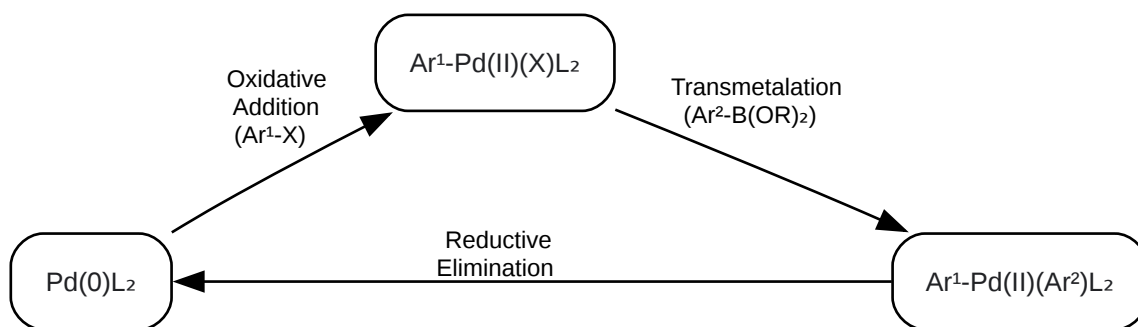 Ar¹-Pd(II)(X)L₂
Oxidative
Addition
(Ar¹-X)
Transmetalation
(Ar²-B(OR)₂)
Reductive
Elimination
Pd(0)L₂
Ar¹-Pd(II)(Ar²)L₂